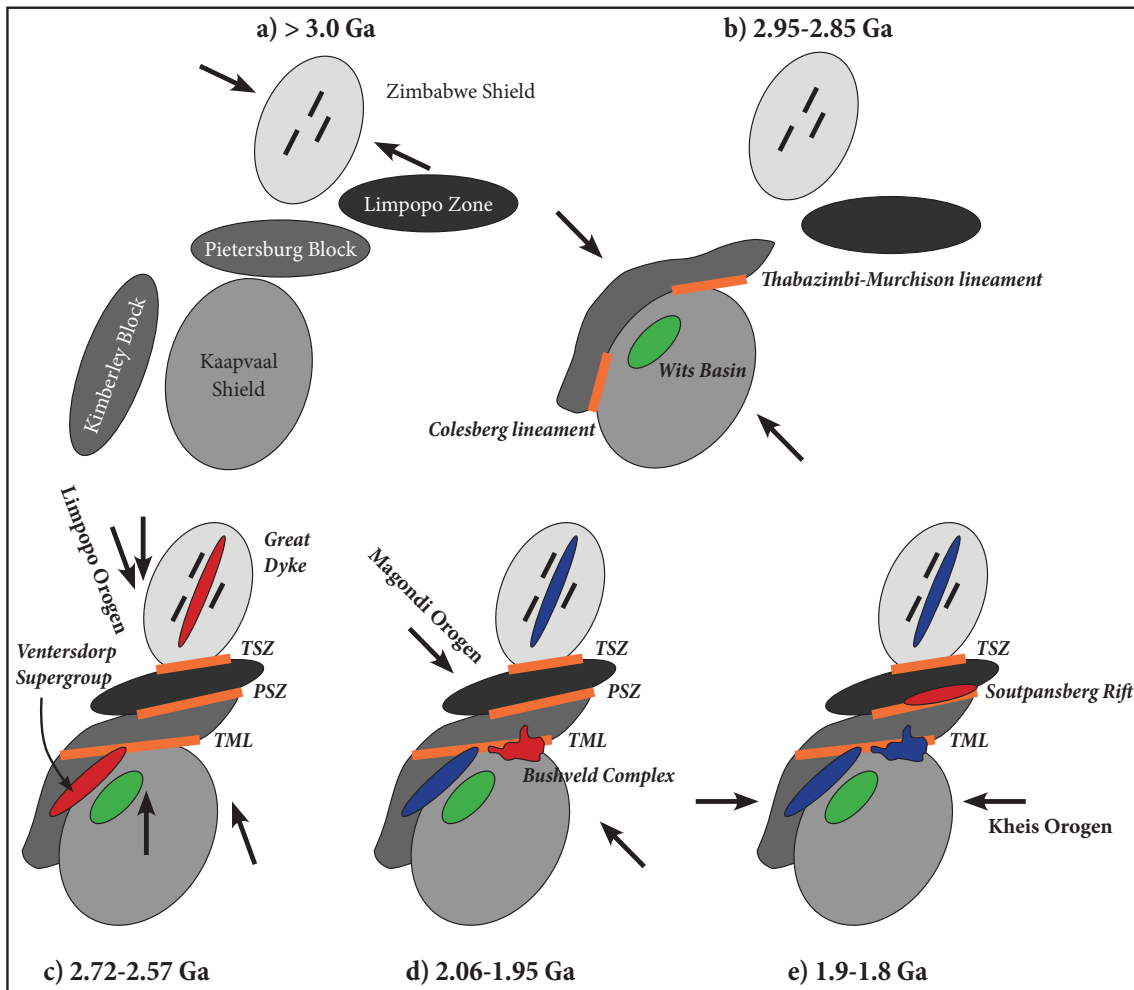 a) > 3.0 Ga
Zimbabwe Shield
Limpopo Zone
Pietersburg Block
Kimberley Block
Kaapvaal
Shield
b) 2.95-2.85 Ga
Thabazimbi-Murchison lineament
Wits Basin
Colesberg lineament
Limpopo Orogen
Great
Dyke
Ventersdorp
Supergroup
TSZ
PSZ
TML
c) 2.72-2.57 Ga
Magondi Orogen
TSZ
PSZ
TML
Bushveld Complex
d) 2.06-1.95 Ga
TSZ
Soutpansberg Rift
TML
Kheis Orogen
e) 1.9-1.8 Ga